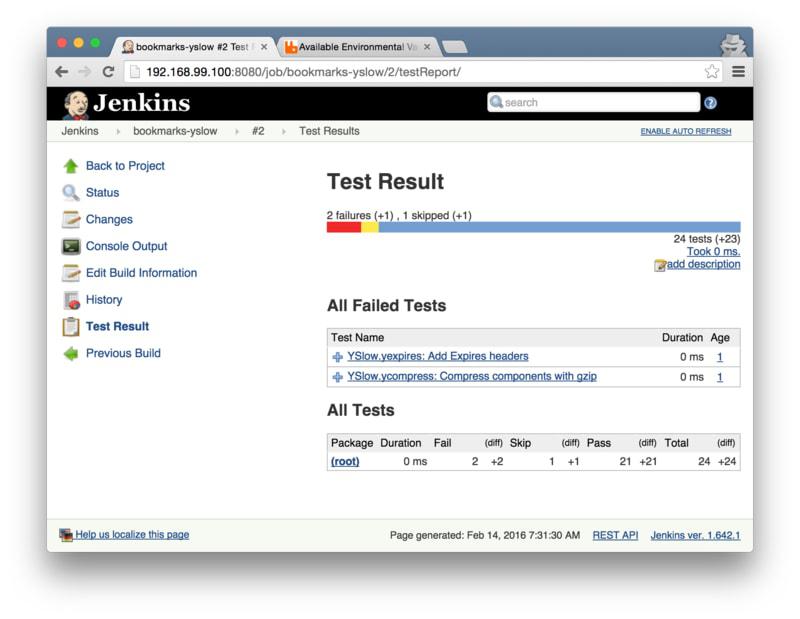 bookmarks-yslow #2 Test
Available Environmental Va
192.168.99.100:8080/job/bookmarks-yslow/2/testReport/
Jenkins
search
Jenkins bookmarks-yslow #2 Test Results
ENABLE AUTO REFRESH
Back to Project
Status
Changes
Console Output
Edit Build Information
History
Test Result
Previous Build
Test Result
2 failures (+1) , 1 skipped (+1)
24 tests (+23)
Took 0 ms.
add description
All Failed Tests
Test Name Duration Age
YSlow.yexpires: Add Expires headers 0 ms 1
YSlow.ycompress: Compress components with gzip 0 ms 1
All Tests
Package Duration Fail (diff) Skip (diff) Pass (diff) Total (diff)
(root) 0 ms 2 +2 1 +1 21 +21 24 +24
Help us localize this page
Page generated: Feb 14, 2016 7:31:30 AM REST API Jenkins ver. 1.642.1